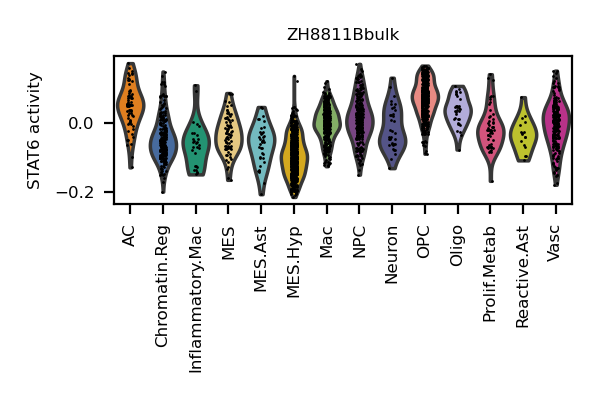 ZH8811Bbulk
STAT6 activity
0.0
−0.2
AC
Chromatin.Reg
Inflammatory.Mac
MES
MES.Ast
MES.Hyp
Mac
NPC
Neuron
OPC
Oligo
Prolif.Metab
Reactive.Ast
Vasc